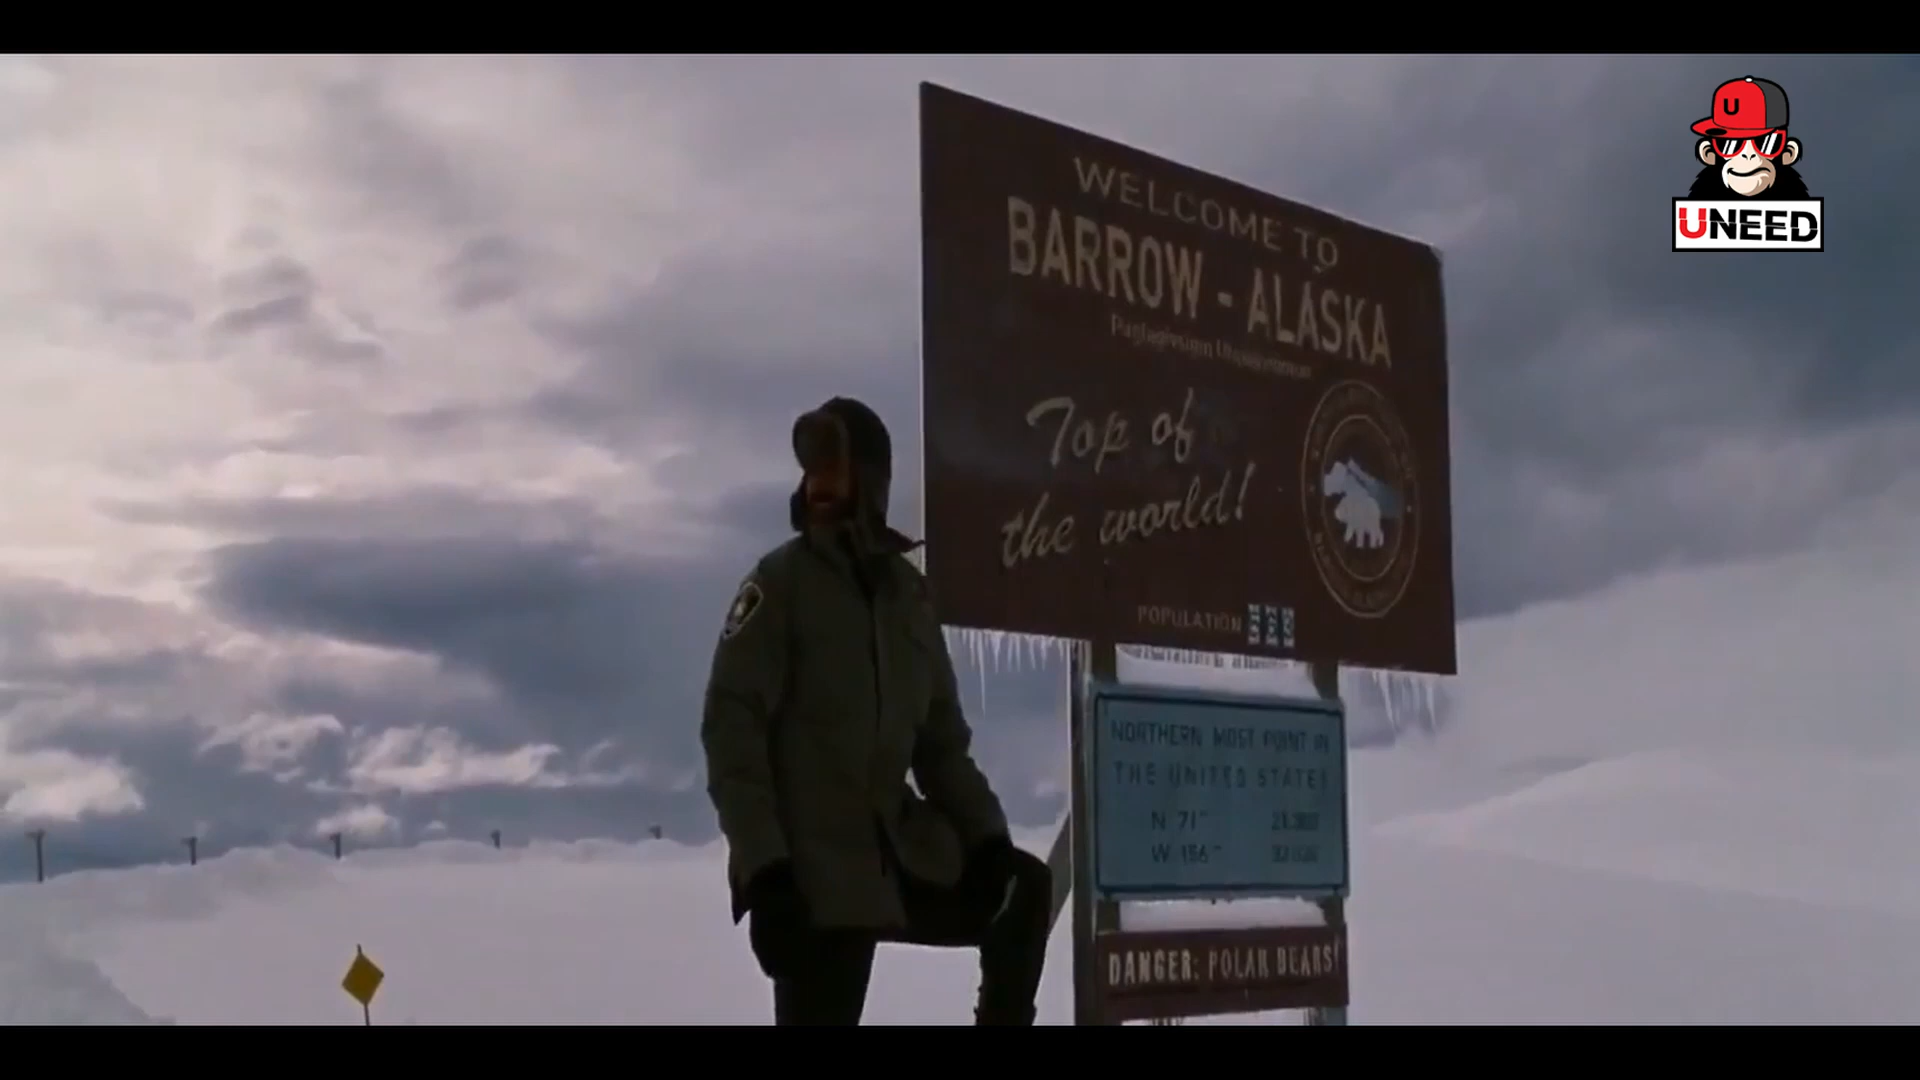 WELCOME TO
BARROW - ALASKA
Top of
the world!
POPULATION
NORTHERN MOST POINT IN
THE UNITED STATES
N 71°
W 156°
DANGER: POLAR BEARS!
U
UNEED